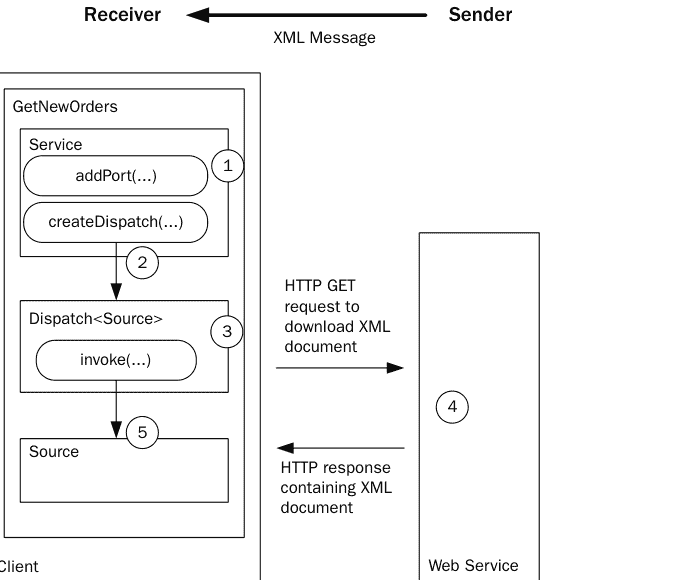 Receiver
Sender
XML Message
GetNewOrders
Service
1
addPort(...)
createDispatch(...)
2
HTTP GET
request to
download XML
document
Dispatch<Source>
3
invoke(...)
4
5
Source
HTTP response
containing XML
document
Client
Web Service